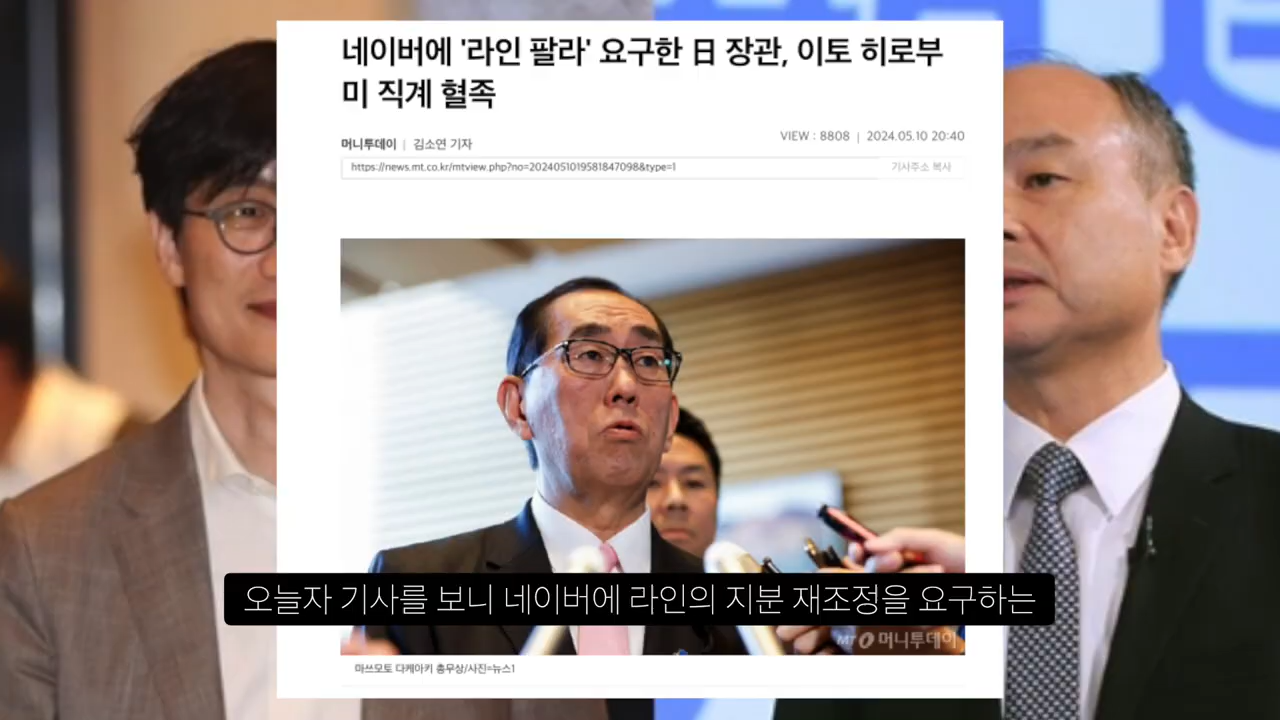 네이버에 '라인 팔라' 요구한 日 장관, 이토 히로부
미 직계 혈족
머니투데이 | 김소연 기자
VIEW : 8808 | 2024.05.10 20:40
https://news.mt.co.kr/mtview.php?no=2024051019581847098&type=1
기사주소 복사
오늘자 기사를 보니 네이버에 라인의 지분 재조정을 요구하는
MT 머니투데이
마쓰모토 다케아키 총무상/사진=뉴스1